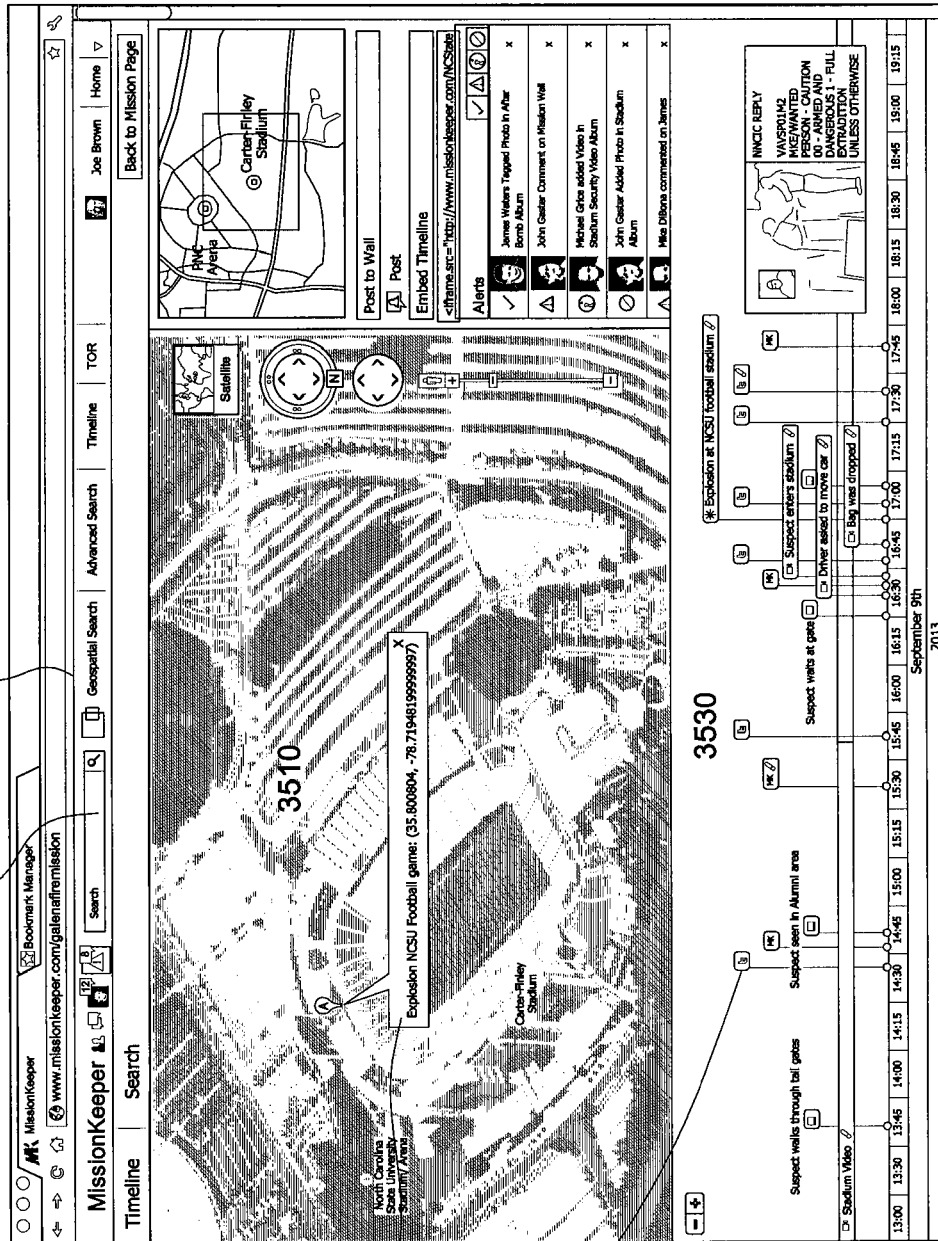 MK MissionKeeper
Bookmark Manager
www.missionkeeper.com/galenafiremission
MissionKeeper
12
8
Search
Geospatial Search
Advanced Search
Timeline
TOR
Joe Brown
Home
Timeline
Search
Back to Mission Page
3510
North Carolina
State University
Stadium/ Arena
A
Explosion NCSU Football game: (35.800804, -78.71948199999997)
X
Carter-Finley
Stadium
Satellite
N
PNC
Arena
Carter-Finley
Stadium
Post to Wall
Post
Embed Timeline
<iframe.src="http://www.missionkeeper.com/NCState
Alerts
James Waters Tagged Photo in After
Bomb Album
x
John Gaster Comment on Mission Wall
x
Michael Grice added Video in
Stadium Security Video Album
x
John Gaster Added Photo in Stadium
Album
x
Mike DiBona commented on James
x
3530
Explosion at NCSU football stadium
MK
MK
MK
MK
Suspect enters stadium
Suspect walks through tail gates
Suspect seen in Alumni area
Suspect waits at gate
Driver asked to move car
Stadium Video
Bag was dropped
NNCIC REPLY
VAVSP01M2
MKE/WANTED
PERSON - CAUTION
00 - ARMED AND
DANGEROUS 1 - FULL
EXTRADITION
UNLESS OTHERWISE
13:00 13:30 13:45 14:00 14:15 14:30 14:45 15:00 15:15 15:30 15:45 16:00 16:15 16:30 16:45 17:00 17:15 17:30 17:45 18:00 18:15 18:30 18:45 19:00 19:15
September 9th
2013